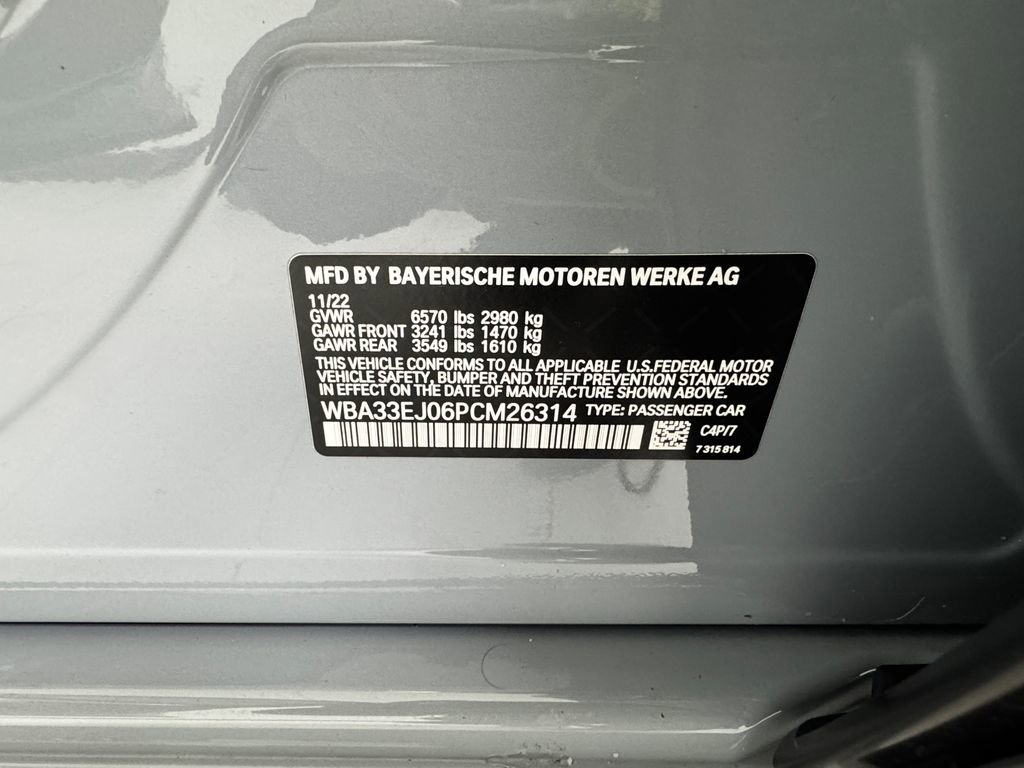 MFD BY BAYERISCHE MOTOREN WERKE AG
11/22
GVWR 6570 lbs 2980 kg
GAWR FRONT 3241 lbs 1470 kg
GAWR REAR 3549 lbs 1610 kg
THIS VEHICLE CONFORMS TO ALL APPLICABLE U.S.FEDERAL MOTOR
VEHICLE SAFETY, BUMPER AND THEFT PREVENTION STANDARDS
IN EFFECT ON THE DATE OF MANUFACTURE SHOWN ABOVE.
WBA33EJ06PCM26314 TYPE: PASSENGER CAR
C4P/7
7 315 814